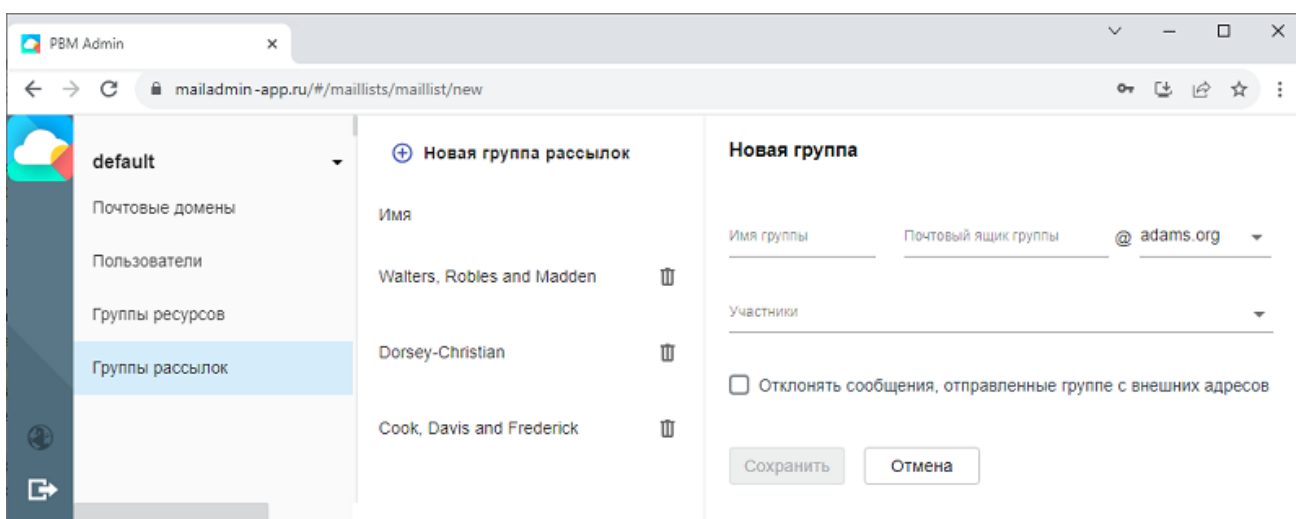 PBM Admin
mailadmin-app.ru/#/maillists/maillist/new
default
Почтовые домены
Пользователи
Группы ресурсов
Группы рассылок
Новая группа рассылок
Имя
Walters, Robles and Madden
Dorsey-Christian
Cook, Davis and Frederick
Новая группа
Имя группы Почтовый ящик группы @ adams.org
Участники
Отклонять сообщения, отправленные группе с внешних адресов
Сохранить Отмена